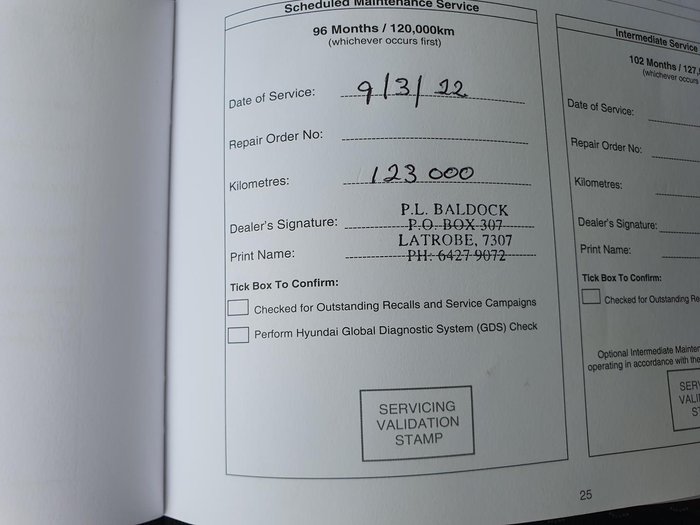 Scheduled Maintenance Service
96 Months / 120,000km
(whichever occurs first)
Date of Service: 9/3/22
Repair Order No:
Kilometres: 123 000
Dealer's Signature:
Print Name:
P.L. BALDOCK
P.O. BOX 307
LATROBE, 7307
PH: 6427 9072
Tick Box To Confirm:
Checked for Outstanding Recalls and Service Campaigns
Perform Hyundai Global Diagnostic System (GDS) Check
SERVICING
VALIDATION
STAMP
Intermediate Service
102 Months / 127,
(whichever occurs
Date of Service:
Repair Order No:
Kilometres:
Dealer's Signature:
Print Name:
Tick Box To Confirm:
Checked for Outstanding Re
Optional Intermediate Mainten
operating in accordance with the
SERV
VALI
ST
25